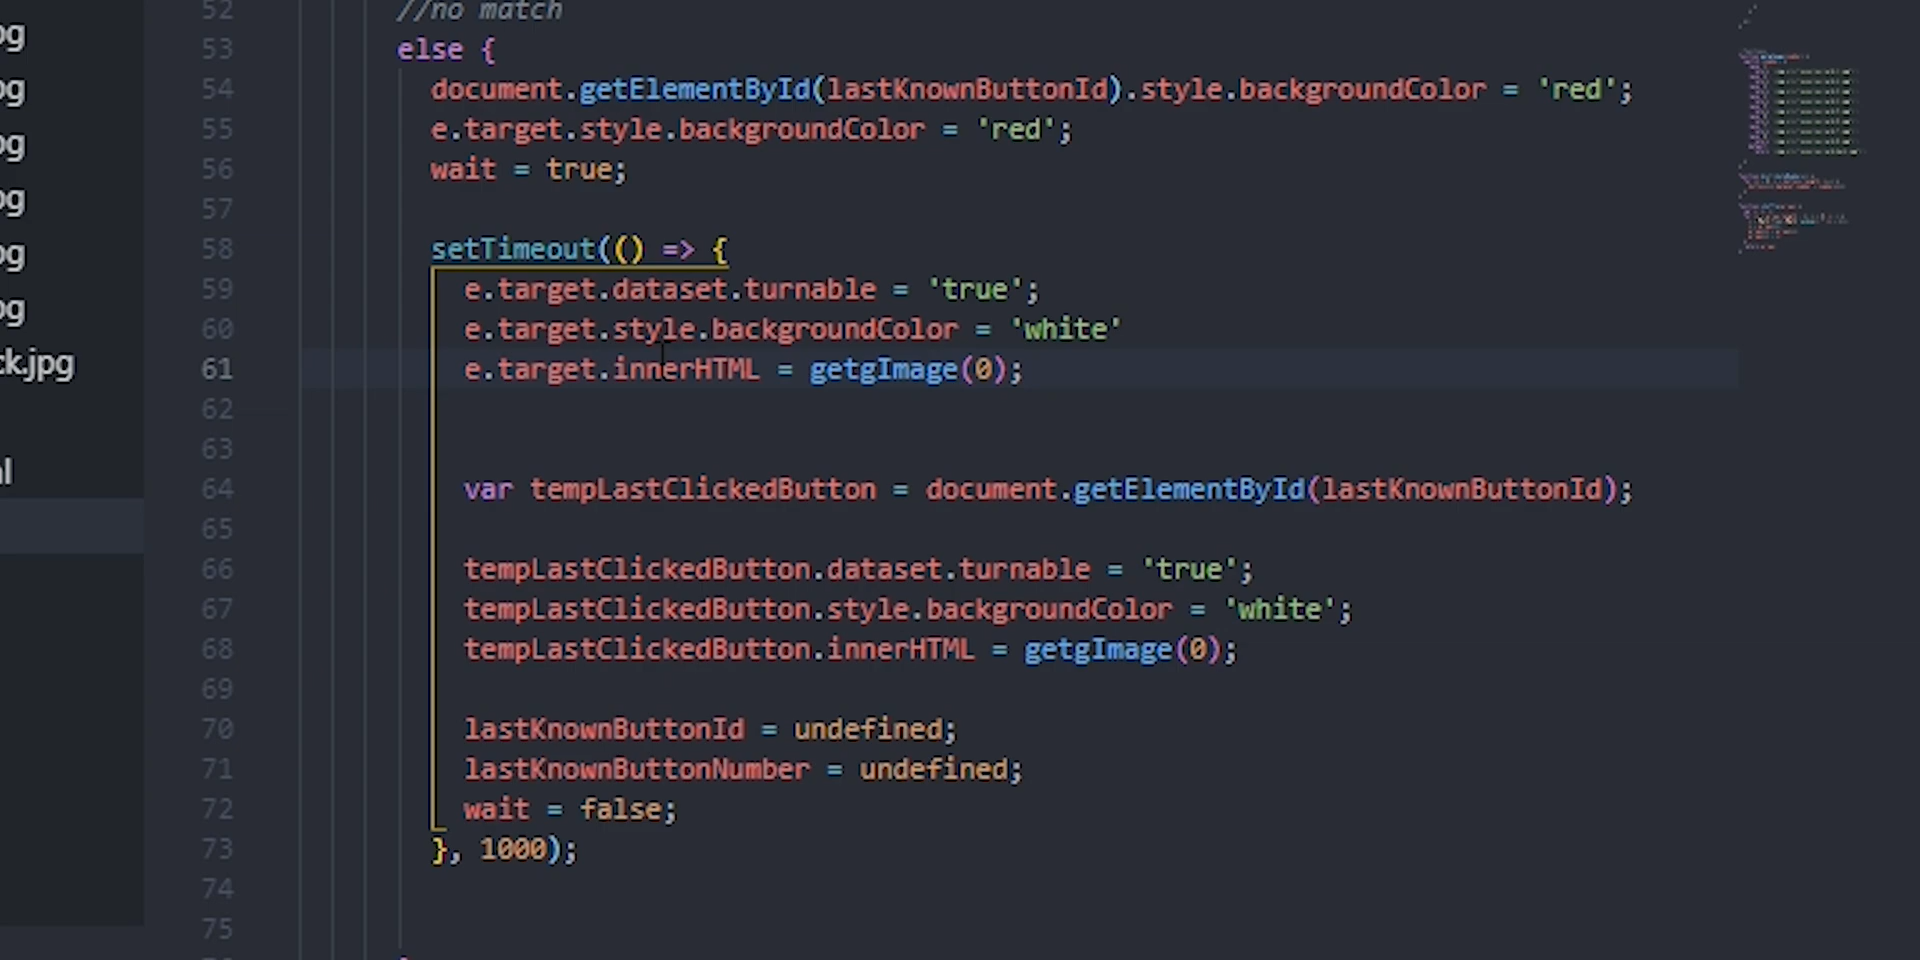 pg
pg
pg
pg
pg
pg
ck.jpg
52 //no match
53 else {
54 document.getElementById(lastKnownButtonId).style.backgroundColor = 'red';
55 e.target.style.backgroundColor = 'red';
56 wait = true;
57
58 setTimeout(() => {
59 e.target.dataset.turnable = 'true';
60 e.target.style.backgroundColor = 'white'
61 e.target.innerHTML = getgImage(0);
62
63
64 var tempLastClickedButton = document.getElementById(lastKnownButtonId);
65
66 tempLastClickedButton.dataset.turnable = 'true';
67 tempLastClickedButton.style.backgroundColor = 'white';
68 tempLastClickedButton.innerHTML = getgImage(0);
69
70 lastKnownButtonId = undefined;
71 lastKnownButtonNumber = undefined;
72 wait = false;
73 }, 1000);
74
75